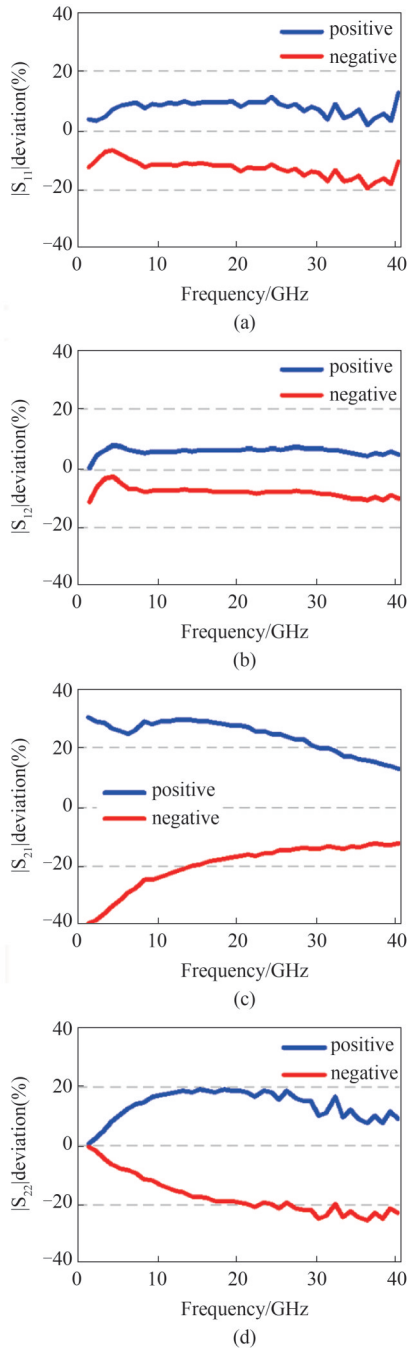 40
positive
negative
20
0
−20
−40
|S₁₁|deviation(%)
0 10 20 30 40
Frequency/GHz
(a)
40
positive
negative
20
0
−20
−40
|S₁₂|deviation(%)
0 10 20 30 40
Frequency/GHz
(b)
40
20
positive
0
negative
−20
−40
|S₂₁|deviation(%)
0 10 20 30 40
Frequency/GHz
(c)
40
positive
negative
20
0
−20
−40
|S₂₂|deviation(%)
0 10 20 30 40
Frequency/GHz
(d)